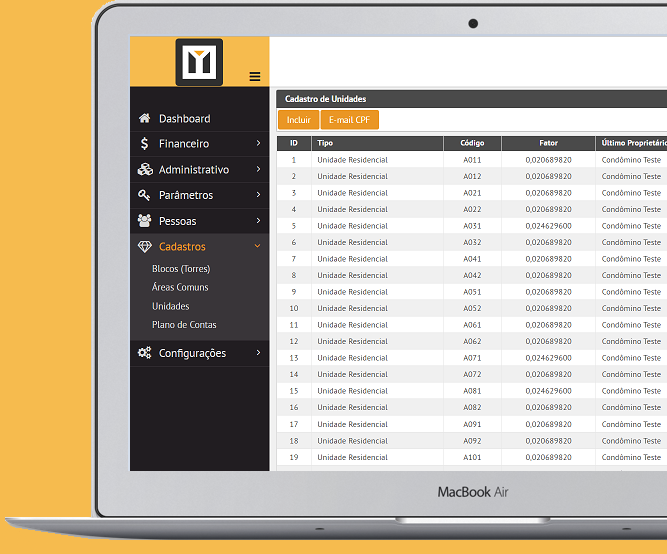 Cadastro de Unidades
Incluir E-mail CPF
Dashboard
Financeiro
Administrativo
Parâmetros
Pessoas
Cadastros
Blocos (Torres)
Áreas Comuns
Unidades
Plano de Contas
Configurações
ID Tipo Código Fator Último Proprietário
1 Unidade Residencial A011 0,020689820 Condômino Teste
2 Unidade Residencial A012 0,020689820 Condômino Teste
3 Unidade Residencial A021 0,020689820 Condômino Teste
4 Unidade Residencial A022 0,020689820 Condômino Teste
5 Unidade Residencial A031 0,024629600 Condômino Teste
6 Unidade Residencial A032 0,020689820 Condômino Teste
7 Unidade Residencial A041 0,020689820 Condômino Teste
8 Unidade Residencial A042 0,020689820 Condômino Teste
9 Unidade Residencial A051 0,020689820 Condômino Teste
10 Unidade Residencial A052 0,020689820 Condômino Teste
11 Unidade Residencial A061 0,020689820 Condômino Teste
12 Unidade Residencial A062 0,020689820 Condômino Teste
13 Unidade Residencial A071 0,024629600 Condômino Teste
14 Unidade Residencial A072 0,020689820 Condômino Teste
15 Unidade Residencial A081 0,024629600 Condômino Teste
16 Unidade Residencial A082 0,020689820 Condômino Teste
17 Unidade Residencial A091 0,020689820 Condômino Teste
18 Unidade Residencial A092 0,020689820 Condômino Teste
19 Unidade Residencial A101 0,020689820 Condômino Teste
MacBook Air